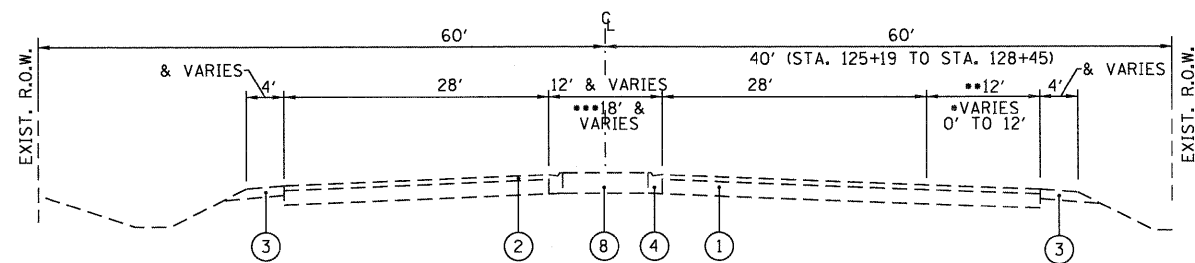 ℄
60' 60'
40' (STA. 125+19 TO STA. 128+45)
& VARIES & VARIES
4' 28' 12' & VARIES 28' **12' 4'
***18' & VARIES
*VARIES 0' TO 12'
EXIST. R.O.W.
EXIST. R.O.W.
3 2 8 4 1 3